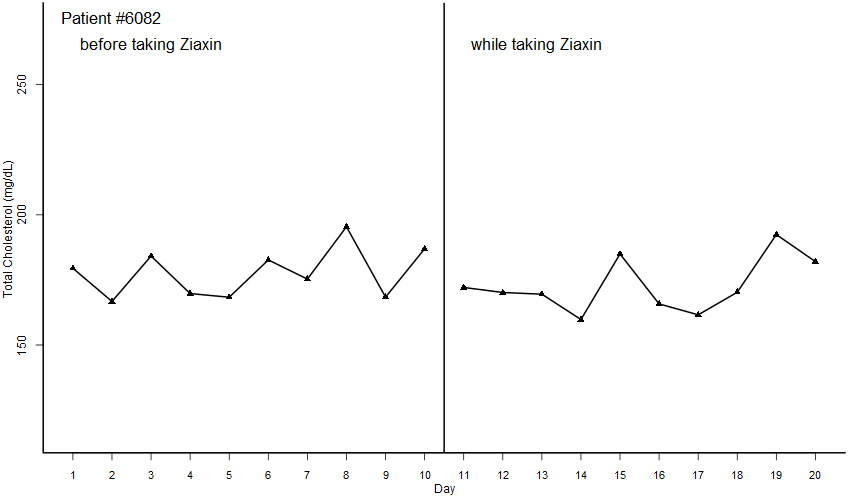 Patient #6082
before taking Ziaxin
while taking Ziaxin
250
200
150
Total Cholesterol (mg/dL)
1 2 3 4 5 6 7 8 9 10 11 12 13 14 15 16 17 18 19 20
Day